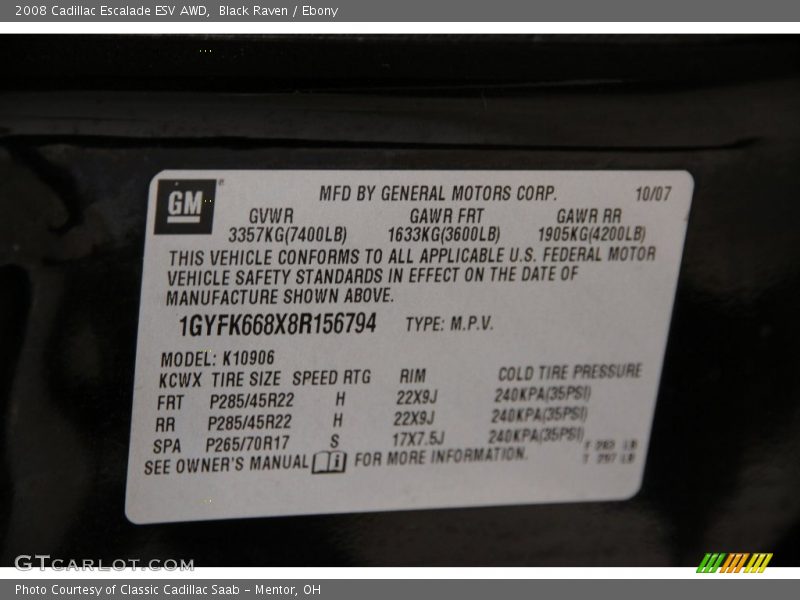 2008 Cadillac Escalade ESV AWD, Black Raven / Ebony
GM
MFD BY GENERAL MOTORS CORP. 10/07
GVWR GAWR FRT GAWR RR
3357KG(7400LB) 1633KG(3600LB) 1905KG(4200LB)
THIS VEHICLE CONFORMS TO ALL APPLICABLE U.S. FEDERAL MOTOR
VEHICLE SAFETY STANDARDS IN EFFECT ON THE DATE OF
MANUFACTURE SHOWN ABOVE.
1GYFK668X8R156794 TYPE: M.P.V.
MODEL: K10906
KCWX TIRE SIZE SPEED RTG RIM COLD TIRE PRESSURE
FRT P285/45R22 H 22X9J 240KPA(35PSI)
RR P285/45R22 H 22X9J 240KPA(35PSI)
SPA P265/70R17 S 17X7.5J 240KPA(35PSI)
SEE OWNER'S MANUAL i FOR MORE INFORMATION.
GTCARLOT.COM
Photo Courtesy of Classic Cadillac Saab - Mentor, OH